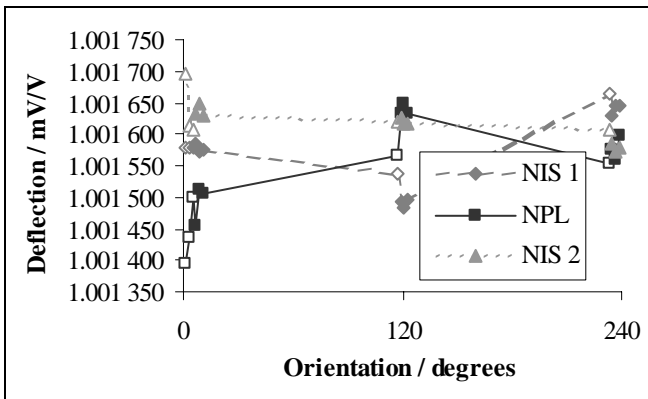 1.001 750
1.001 700
1.001 650
1.001 600
1.001 550
1.001 500
1.001 450
1.001 400
1.001 350
Deflection / mV/V
0 120 240
Orientation / degrees
NIS 1
NPL
NIS 2